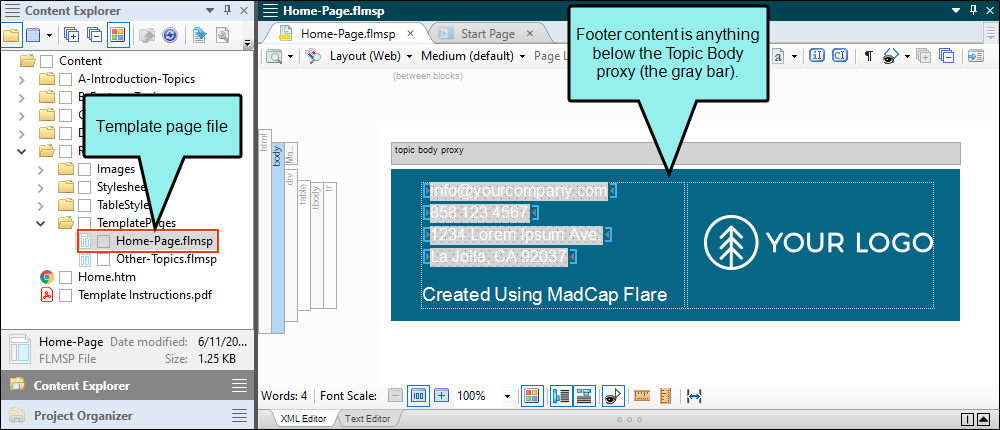 Content Explorer
Content
A-Introduction-Topics
Template page file
Images
Stylesheet
TableStyle
TemplatePages
Home-Page.flmsp
Other-Topics.flmsp
Home.htm
Template Instructions.pdf
Home-Page Date modified: 6/11/20...
FLMSP File Size: 1.25 KB
Content Explorer
Project Organizer
Home-Page.flmsp
Home-Page.flmsp
Start Page
Layout (Web)
Medium (default)
Page L
(between blocks)
Footer content is anything
below the Topic Body
proxy (the gray bar).
html
body
Ma...
div
table
tbody
tr
topic body proxy
info@yourcompany.com
858 123 4567
1234 Lorem Ipsum Ave.
La Jolla, CA 92037
Created Using MadCap Flare
YOUR LOGO
Words: 4 Font Scale: 100%
XML Editor
Text Editor